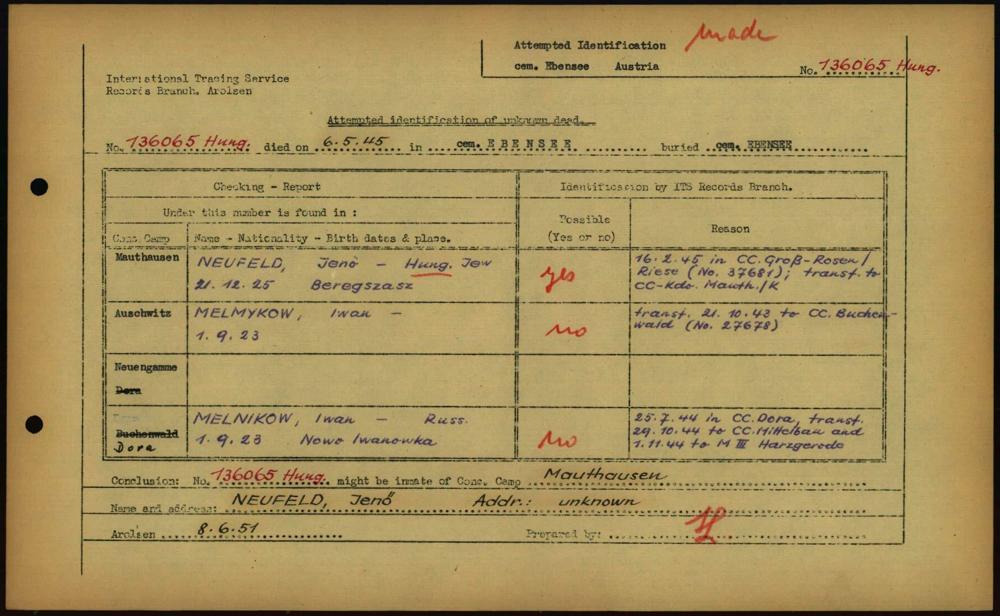 Attempted Identification made
cem. Ebensee Austria
No. 136065 Hung.
International Tracing Service
Records Branch, Arolsen
Attempted identification of unknown dead.
No. 136065 Hung. died on 6.5.45 in cem. EBENSEE buried cem. EBENSEE
Checking - Report
Identification by ITS Records Branch.
Under this number is found in :
Possible
(Yes or no)
Reason
Conc. Camp
Name - Nationality - Birth dates & place.
Mauthausen
NEUFELD, Jenö - Hung. Jew
21.12.25 Beregszasz
yes
16.2.45 in CC. Groß-Rosen/
Riese (No. 37681); transf. to
CC-Kdo. Mauth./K
Auschwitz
MELMYKOW, Iwan -
1.9.23
no
transf. 21.10.43 to CC. Buchen-
wald (No. 27678)
Neuengamme
Dora
Buchenwald
Dora
MELNIKOW, Iwan - Russ.
1.9.23 Nowo Iwanowka
no
25.7.44 in CC. Dora, transf.
29.10.44 to CC. Mittelbau and
1.11.44 to M III Harzgerode
Conclusion: No. 136065 Hung. might be inmate of Conc. Camp Mauthausen
Name and address: NEUFELD, Jenő Addr.: unknown
Arolsen 8.6.51
Prepared by: